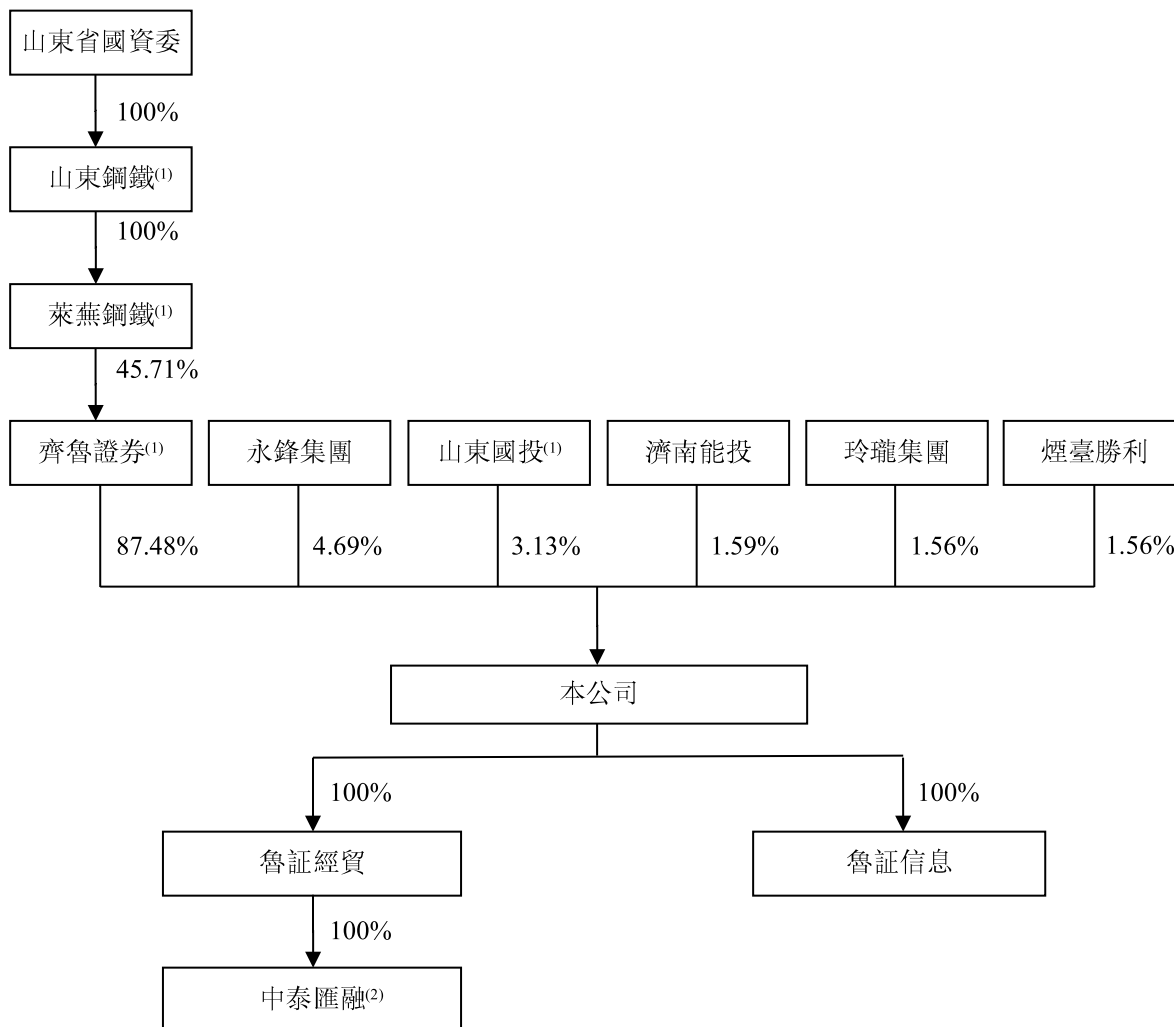 山東省國資委
100%
山東鋼鐵(1)
100%
萊蕪鋼鐵(1)
45.71%
齊魯證券(1)
永鋒集團
山東國投(1)
濟南能投
玲瓏集團
煙臺勝利
87.48%
4.69%
3.13%
1.59%
1.56%
1.56%
本公司
100%
100%
魯証經貿
魯証信息
100%
中泰匯融(2)